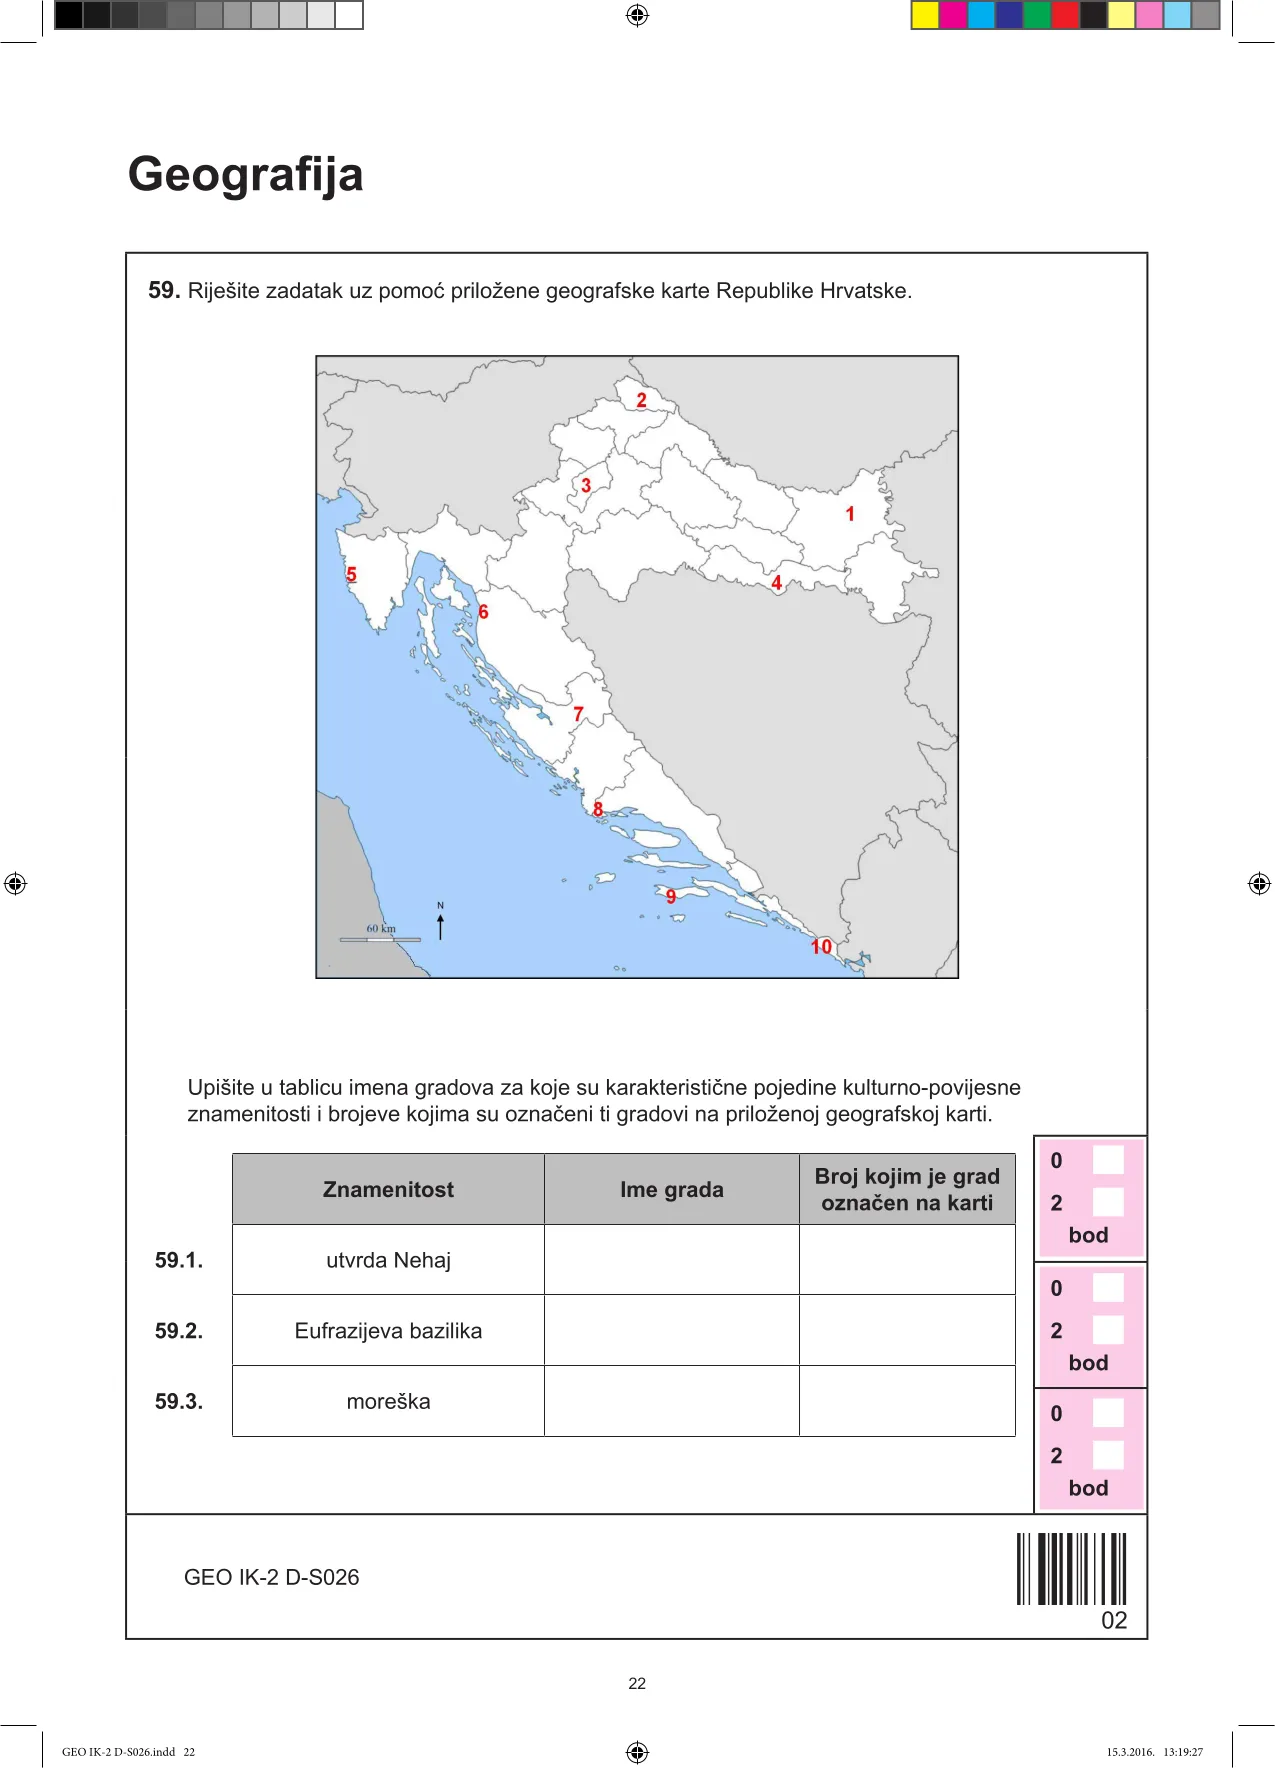 Geografija
59. Riješite zadatak uz pomoć priložene geografske karte Republike Hrvatske.
2
3
1
5
4
6
7
8
9
10
N
60 km
Upišite u tablicu imena gradova za koje su karakteristične pojedine kulturno-povijesne
znamenitosti i brojeve kojima su označeni ti gradovi na priloženoj geografskoj karti.
Znamenitost
Ime grada
Broj kojim je grad
označen na karti
59.1.
utvrda Nehaj
59.2.
Eufrazijeva bazilika
59.3.
moreška
0
2
bod
0
2
bod
0
2
bod
GEO IK-2 D-S026
02
22
GEO IK-2 D-S026.indd 22
15.3.2016. 13:19:27